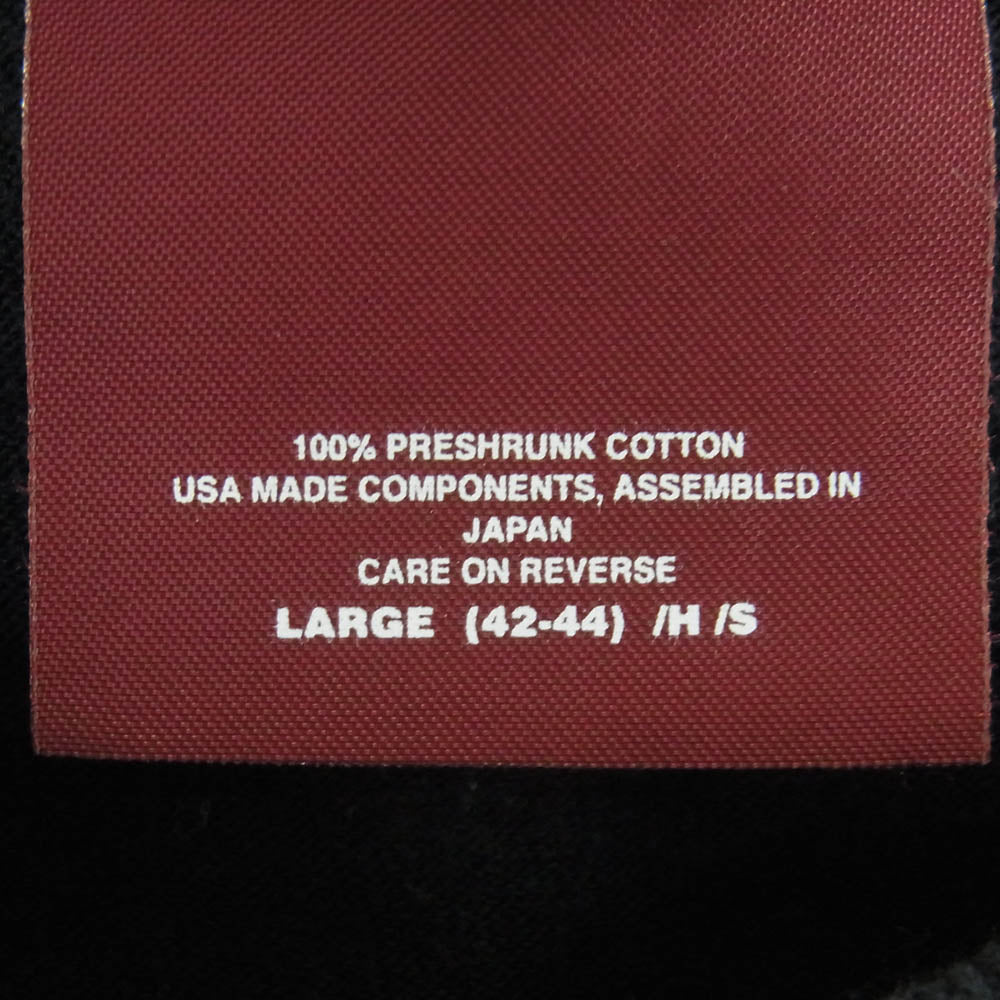 100% PRESHRUNK COTTON
USA MADE COMPONENTS, ASSEMBLED IN
JAPAN
CARE ON REVERSE
LARGE (42-44) /H /S